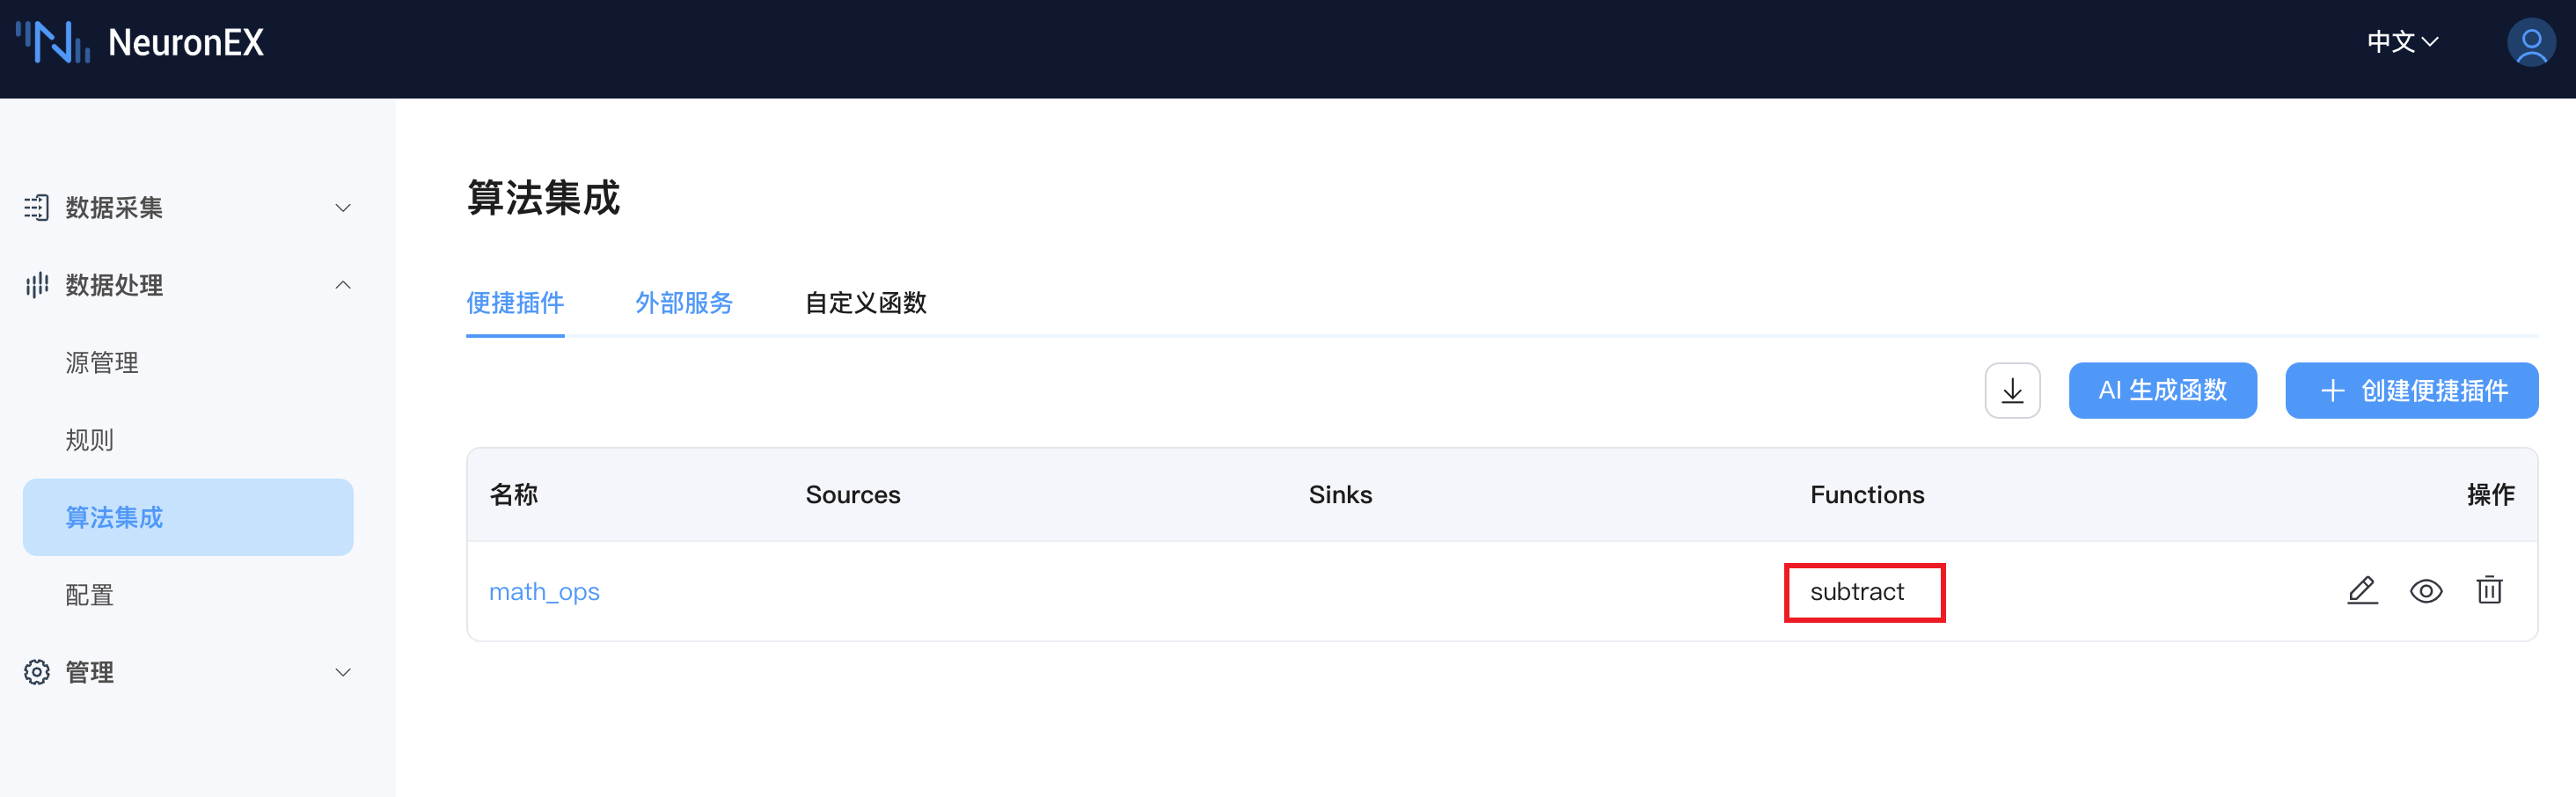 NeuronEX
中文
数据采集
数据处理
源管理
规则
算法集成
配置
管理
算法集成
便捷插件 外部服务 自定义函数
AI 生成函数 创建便捷插件
名称 Sources Sinks Functions 操作
math_ops subtract